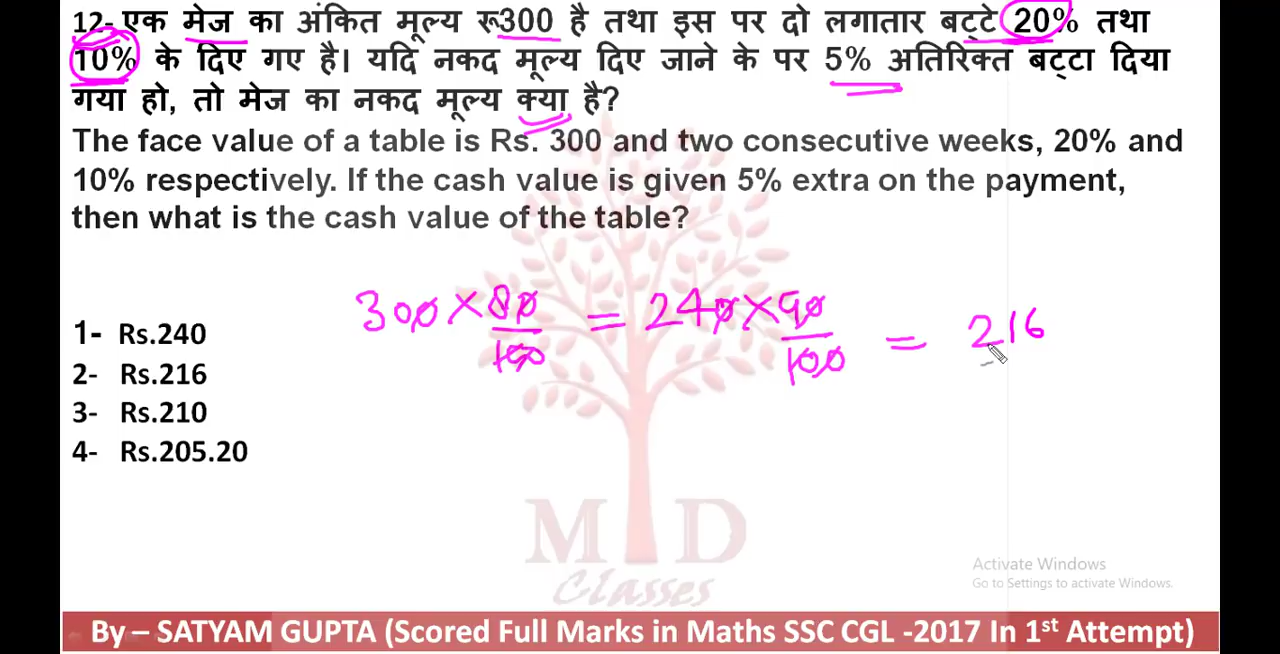 12- एक मेज का अंकित मूल्य रू300 है तथा इस पर दो लगातार बट्टे 20% तथा
10% के दिए गए है। यदि नकद मूल्य दिए जाने के पर 5% अतिरिक्त बट्टा दिया
गया हो, तो मेज का नकद मूल्य क्या है?
The face value of a table is Rs. 300 and two consecutive weeks, 20% and
10% respectively. If the cash value is given 5% extra on the payment,
then what is the cash value of the table?
300 × 80/100 = 240 × 90/100 = 216
1- Rs.240
2- Rs.216
3- Rs.210
4- Rs.205.20
M D
Classes
Activate Windows
Go to Settings to activate Windows.
By – SATYAM GUPTA (Scored Full Marks in Maths SSC CGL -2017 In 1st Attempt)